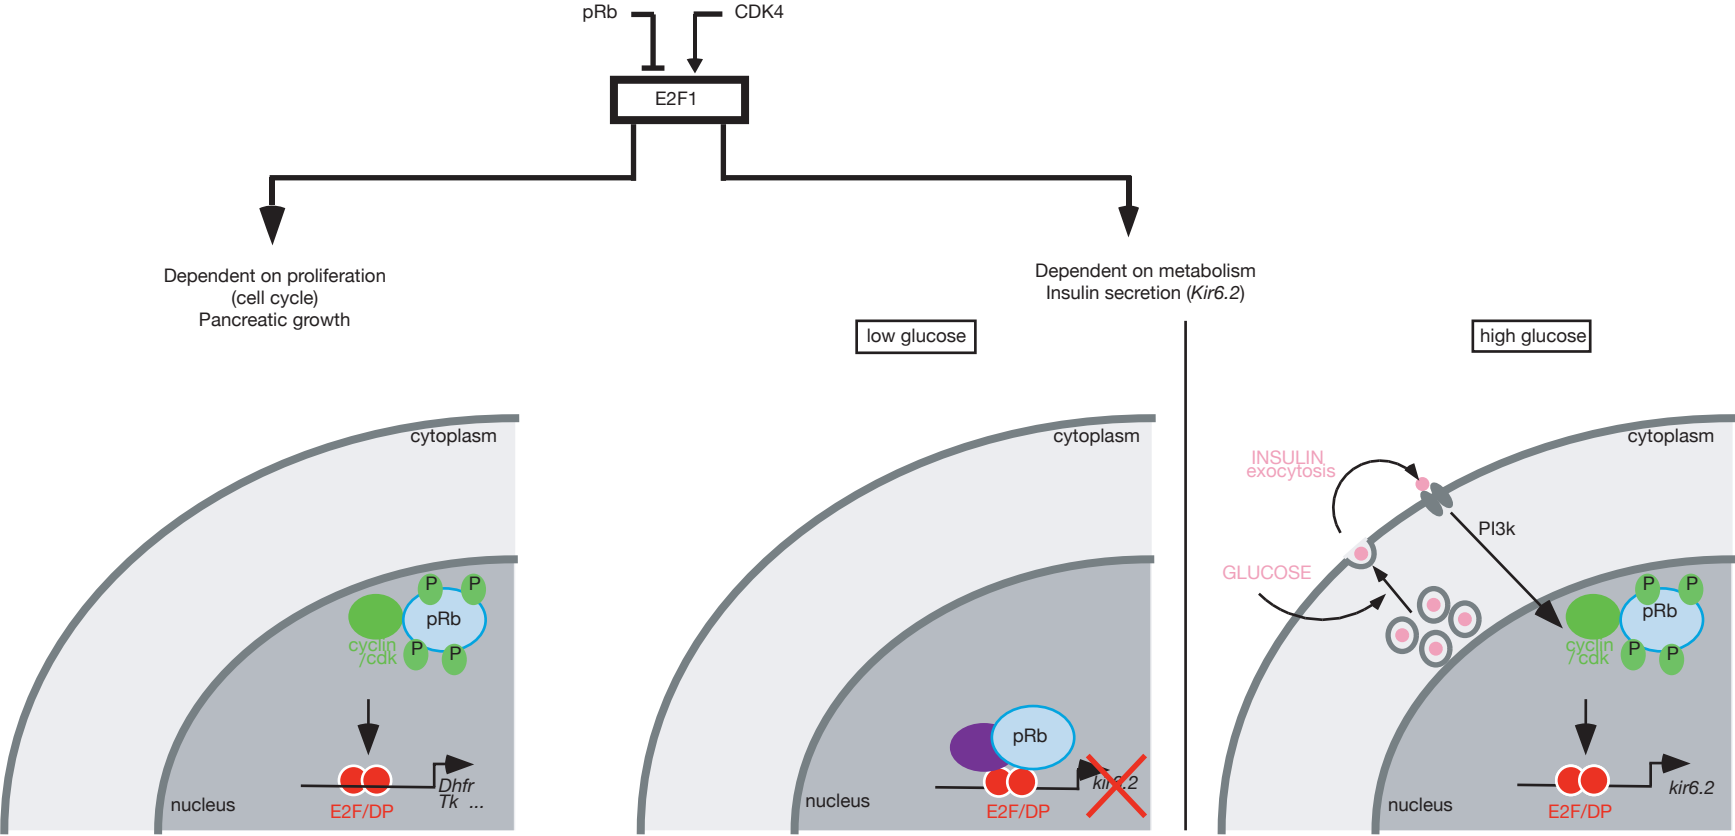 pRb
CDK4
E2F1
Dependent on proliferation
(cell cycle)
Pancreatic growth
Dependent on metabolism
Insulin secretion (Kir6.2)
low glucose
high glucose
cytoplasm
P
P
pRb
cyclin
/cdk
P
P
Dhfr
Tk ...
nucleus
E2F/DP
cytoplasm
pRb
kir6.2
nucleus
E2F/DP
cytoplasm
INSULIN
exocytosis
PI3k
GLUCOSE
P
P
pRb
cyclin
/cdk
P
P
kir6.2
nucleus
E2F/DP